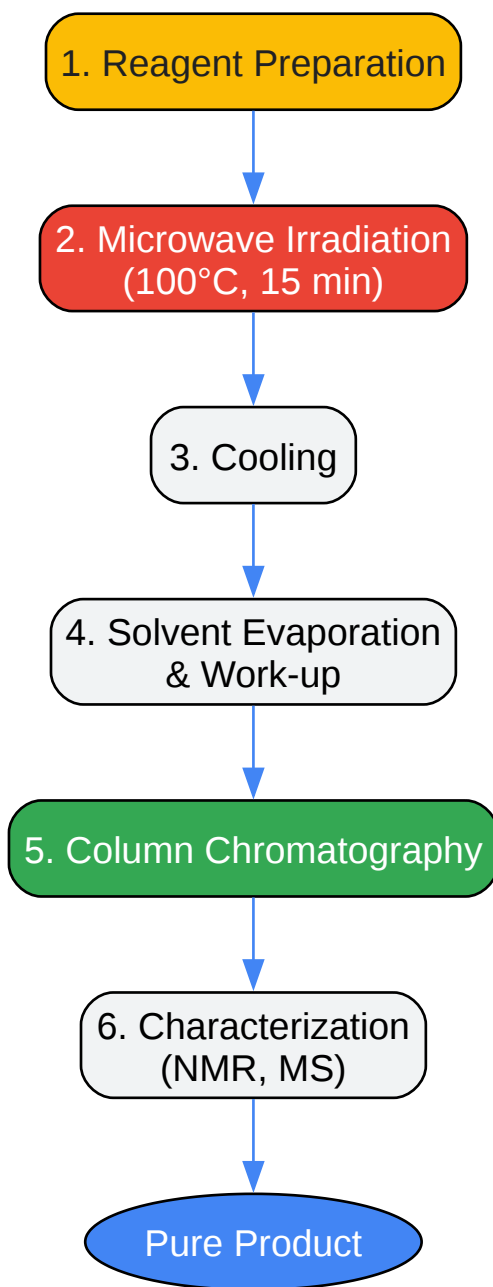 1. Reagent Preparation
2. Microwave Irradiation
(100°C, 15 min)
3. Cooling
4. Solvent Evaporation
& Work-up
5. Column Chromatography
6. Characterization
(NMR, MS)
Pure Product